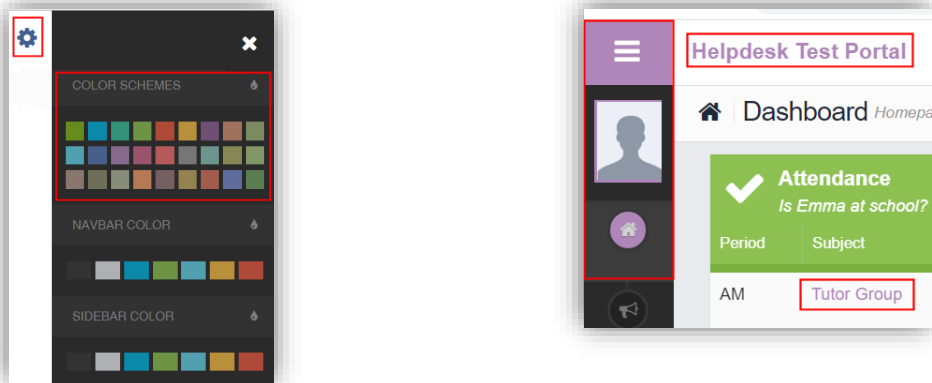 COLOR SCHEMES
NAVBAR COLOR
SIDEBAR COLOR
Helpdesk Test Portal
Dashboard Homepa
Attendance
Is Emma at school?
Period Subject
AM Tutor Group